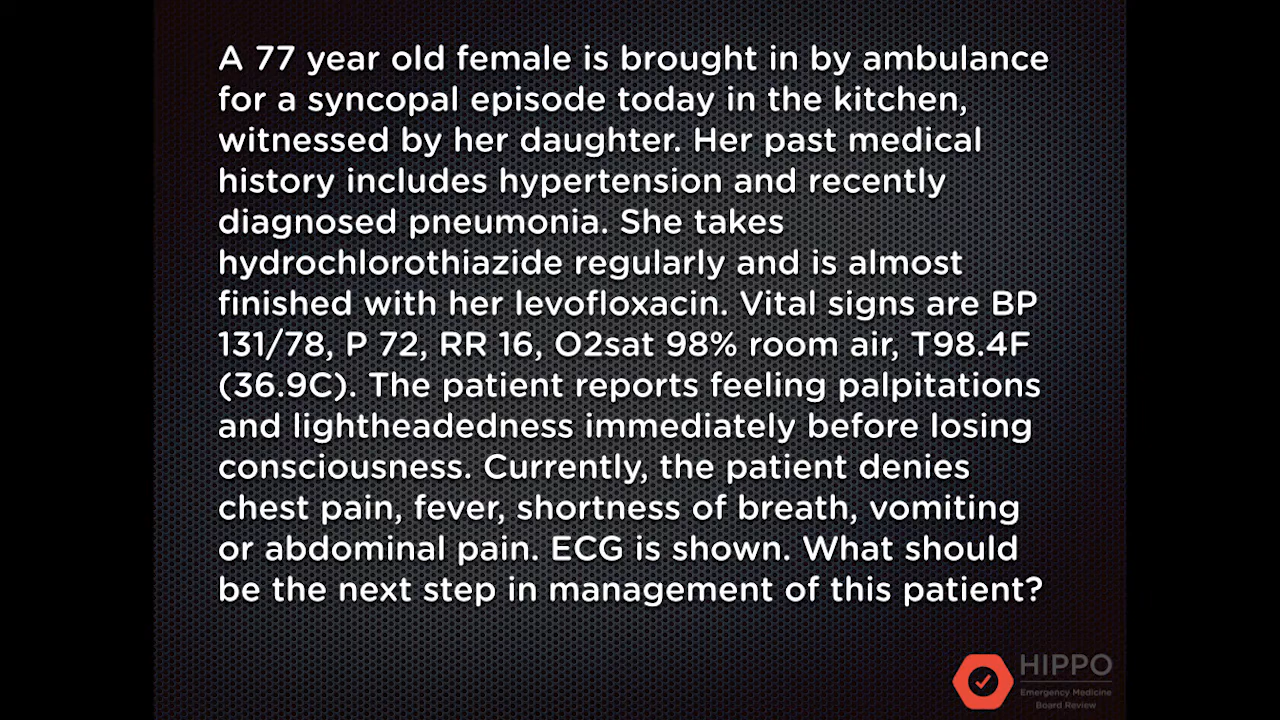 A 77 year old female is brought in by ambulance
for a syncopal episode today in the kitchen,
witnessed by her daughter. Her past medical
history includes hypertension and recently
diagnosed pneumonia. She takes
hydrochlorothiazide regularly and is almost
finished with her levofloxacin. Vital signs are BP
131/78, P 72, RR 16, O2sat 98% room air, T98.4F
(36.9C). The patient reports feeling palpitations
and lightheadedness immediately before losing
consciousness. Currently, the patient denies
chest pain, fever, shortness of breath, vomiting
or abdominal pain. ECG is shown. What should
be the next step in management of this patient?
HIPPO
Emergency Medicine
Board Review